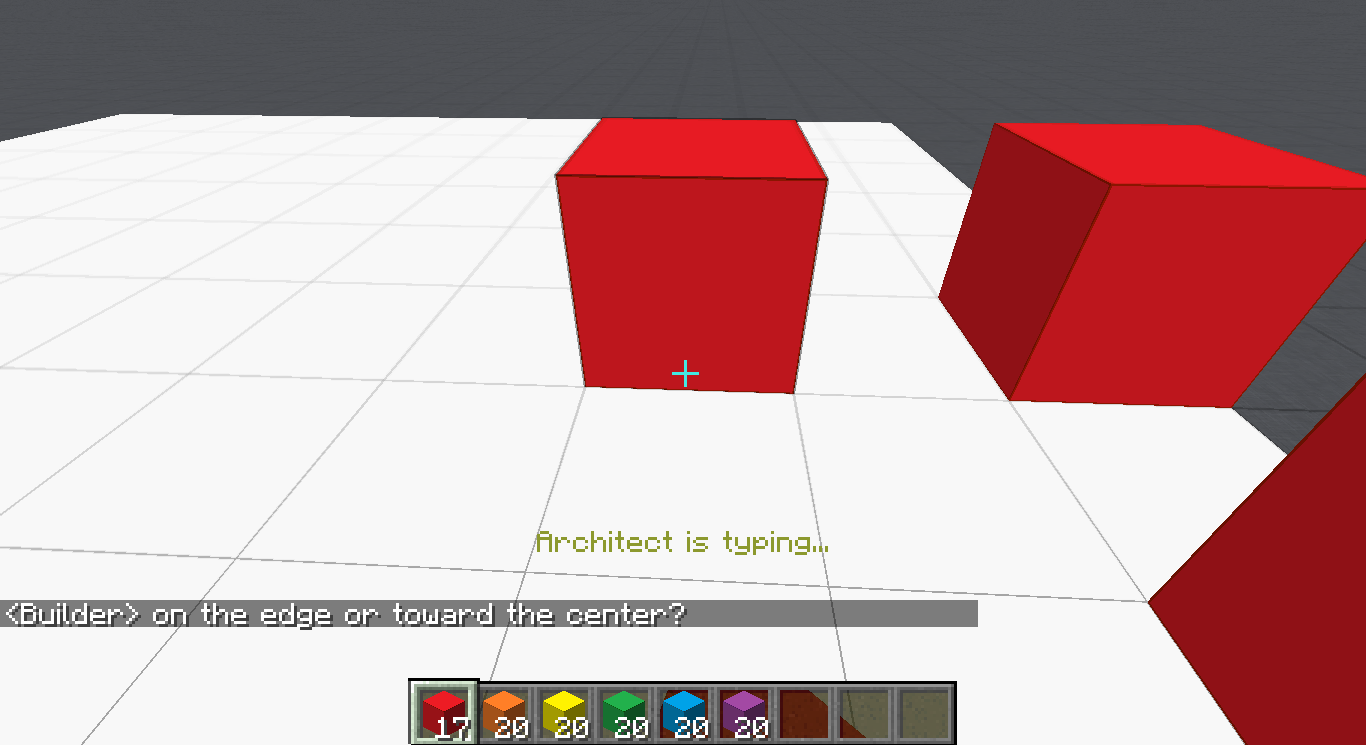 Architect is typing...
<Builder> on the edge or toward the center?
17 20 20 20 20 20